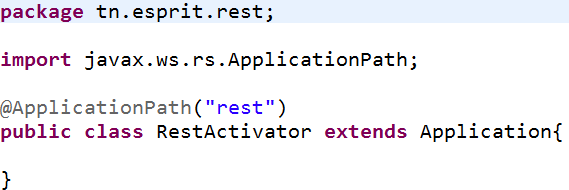 package tn.esprit.rest;
import javax.ws.rs.ApplicationPath;
@ApplicationPath("rest")
public class RestActivator extends Application{
}